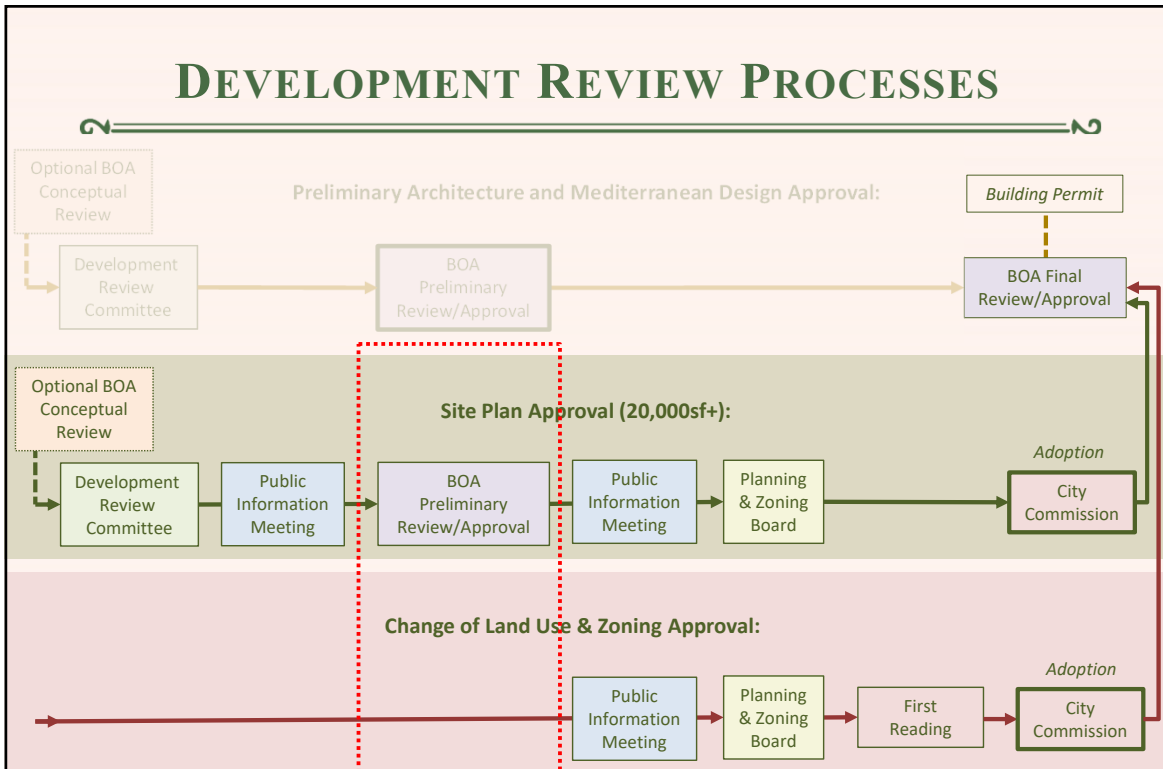 DEVELOPMENT REVIEW PROCESSES
Optional BOA
Conceptual
Review
Preliminary Architecture and Mediterranean Design Approval:
Building Permit
Development
Review
Committee
BOA
Preliminary
Review/Approval
BOA Final
Review/Approval
Optional BOA
Conceptual
Review
Site Plan Approval (20,000sf+):
Development
Review
Committee
Public
Information
Meeting
BOA
Preliminary
Review/Approval
Public
Information
Meeting
Planning
& Zoning
Board
Adoption
City
Commission
Change of Land Use & Zoning Approval:
Public
Information
Meeting
Planning
& Zoning
Board
First
Reading
Adoption
City
Commission